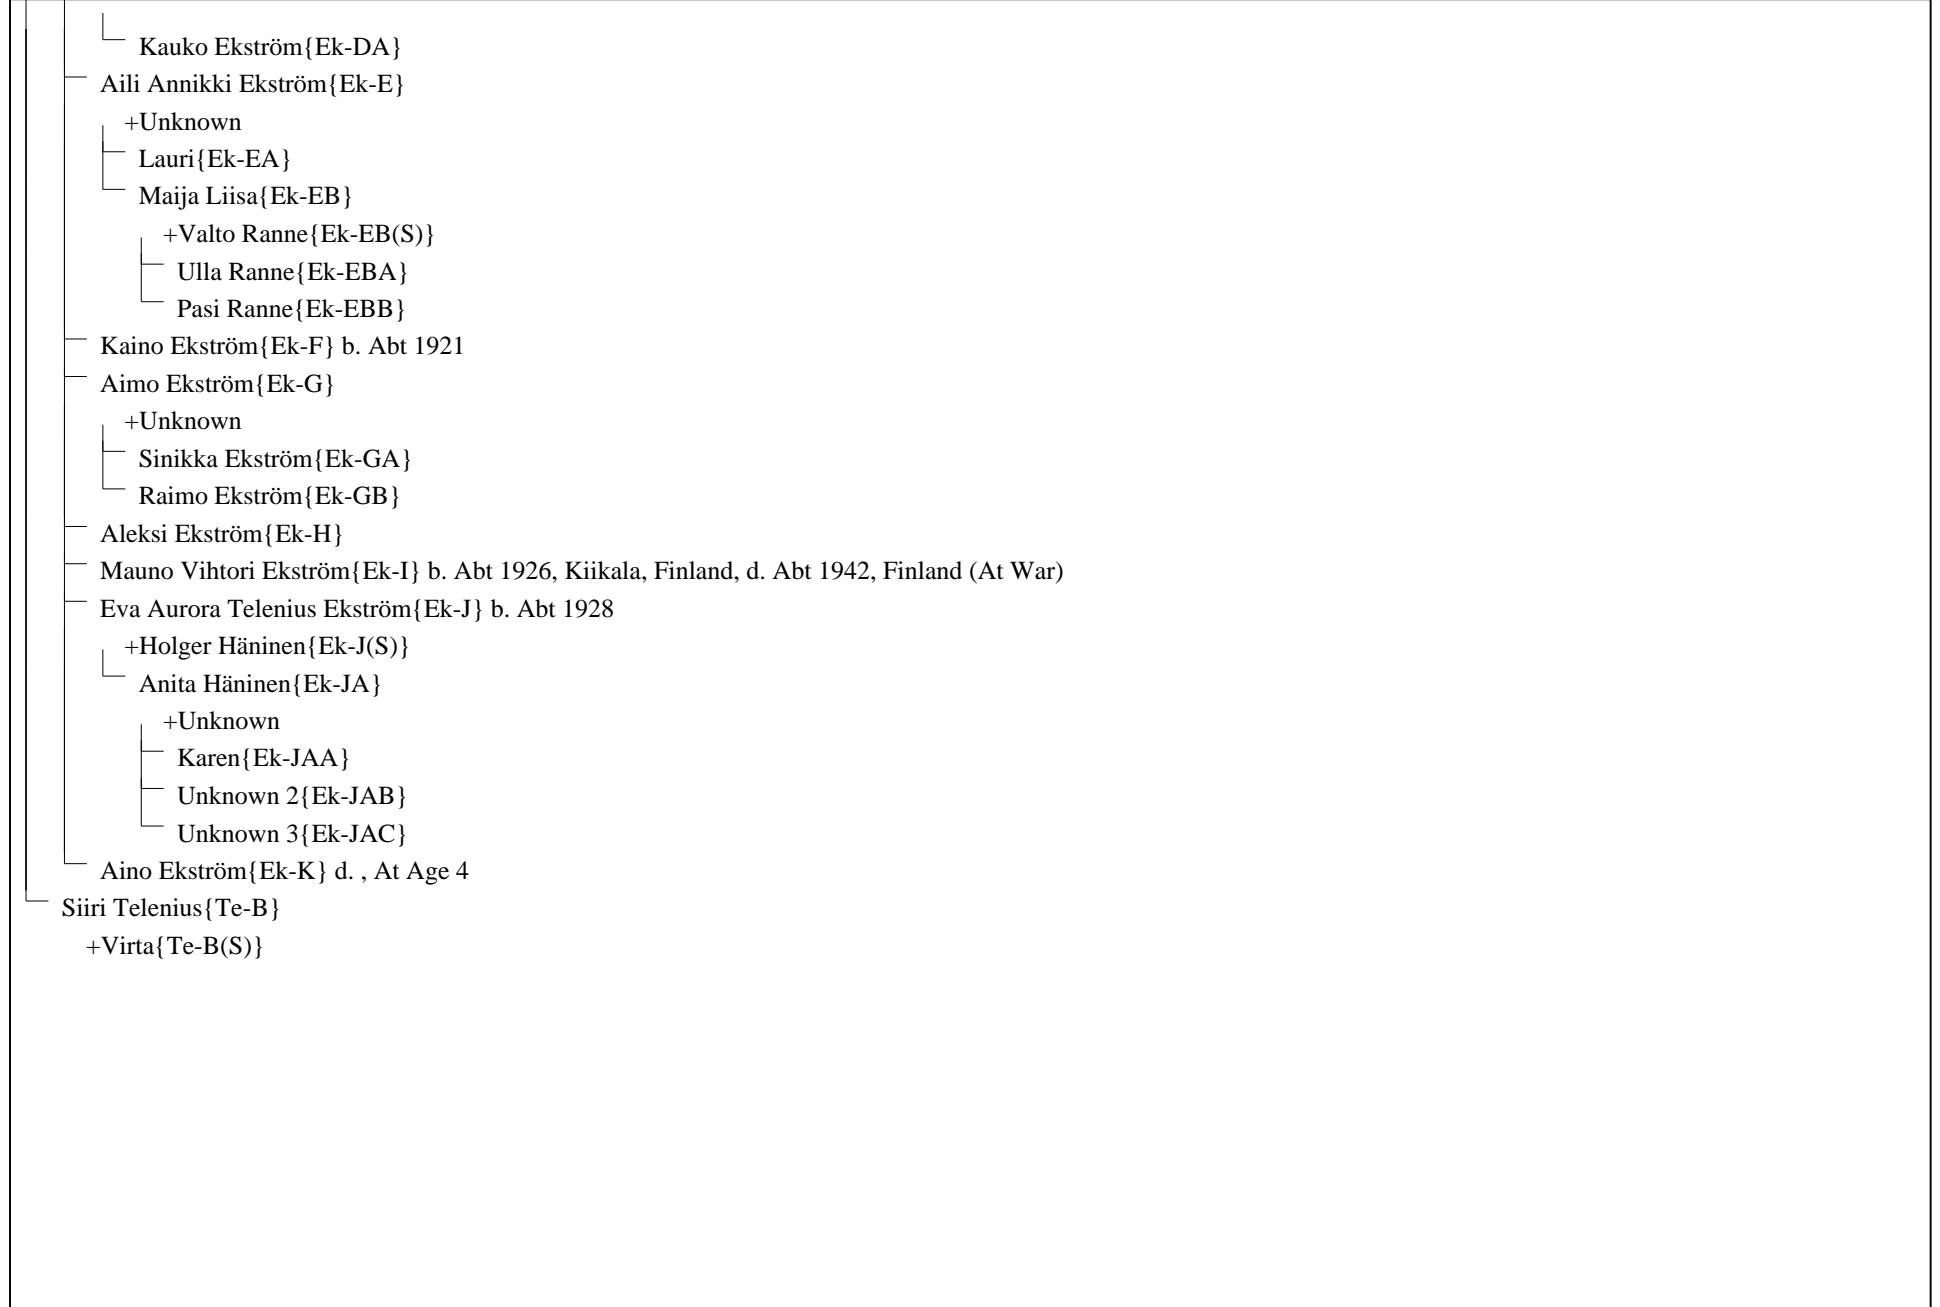 Kauko Ekström{Ek-DA}
Aili Annikki Ekström{Ek-E}
+Unknown
Lauri{Ek-EA}
Maija Liisa{Ek-EB}
+Valto Ranne{Ek-EB(S)}
Ulla Ranne{Ek-EBA}
Pasi Ranne{Ek-EBB}
Kaino Ekström{Ek-F} b. Abt 1921
Aimo Ekström{Ek-G}
+Unknown
Sinikka Ekström{Ek-GA}
Raimo Ekström{Ek-GB}
Aleksi Ekström{Ek-H}
Mauno Vihtori Ekström{Ek-I} b. Abt 1926, Kiikala, Finland, d. Abt 1942, Finland (At War)
Eva Aurora Telenius Ekström{Ek-J} b. Abt 1928
+Holger Häninen{Ek-J(S)}
Anita Häninen{Ek-JA}
+Unknown
Karen{Ek-JAA}
Unknown 2{Ek-JAB}
Unknown 3{Ek-JAC}
Aino Ekström{Ek-K} d. , At Age 4
Siiri Telenius{Te-B}
+Virta{Te-B(S)}